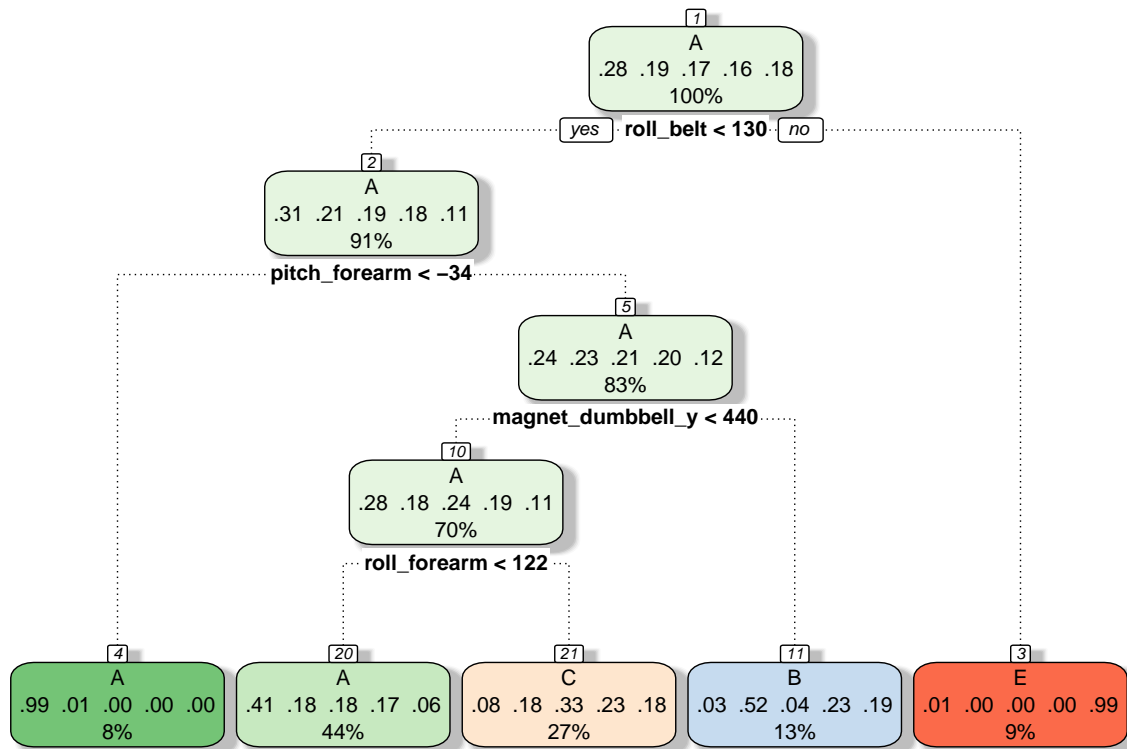 1
A
.28 .19 .17 .16 .18
100%
yes roll_belt < 130 no
2
A
.31 .21 .19 .18 .11
91%
pitch_forearm < −34
5
A
.24 .23 .21 .20 .12
83%
magnet_dumbbell_y < 440
10
A
.28 .18 .24 .19 .11
70%
roll_forearm < 122
4
A
.99 .01 .00 .00 .00
8%
20
A
.41 .18 .18 .17 .06
44%
21
C
.08 .18 .33 .23 .18
27%
11
B
.03 .52 .04 .23 .19
13%
3
E
.01 .00 .00 .00 .99
9%